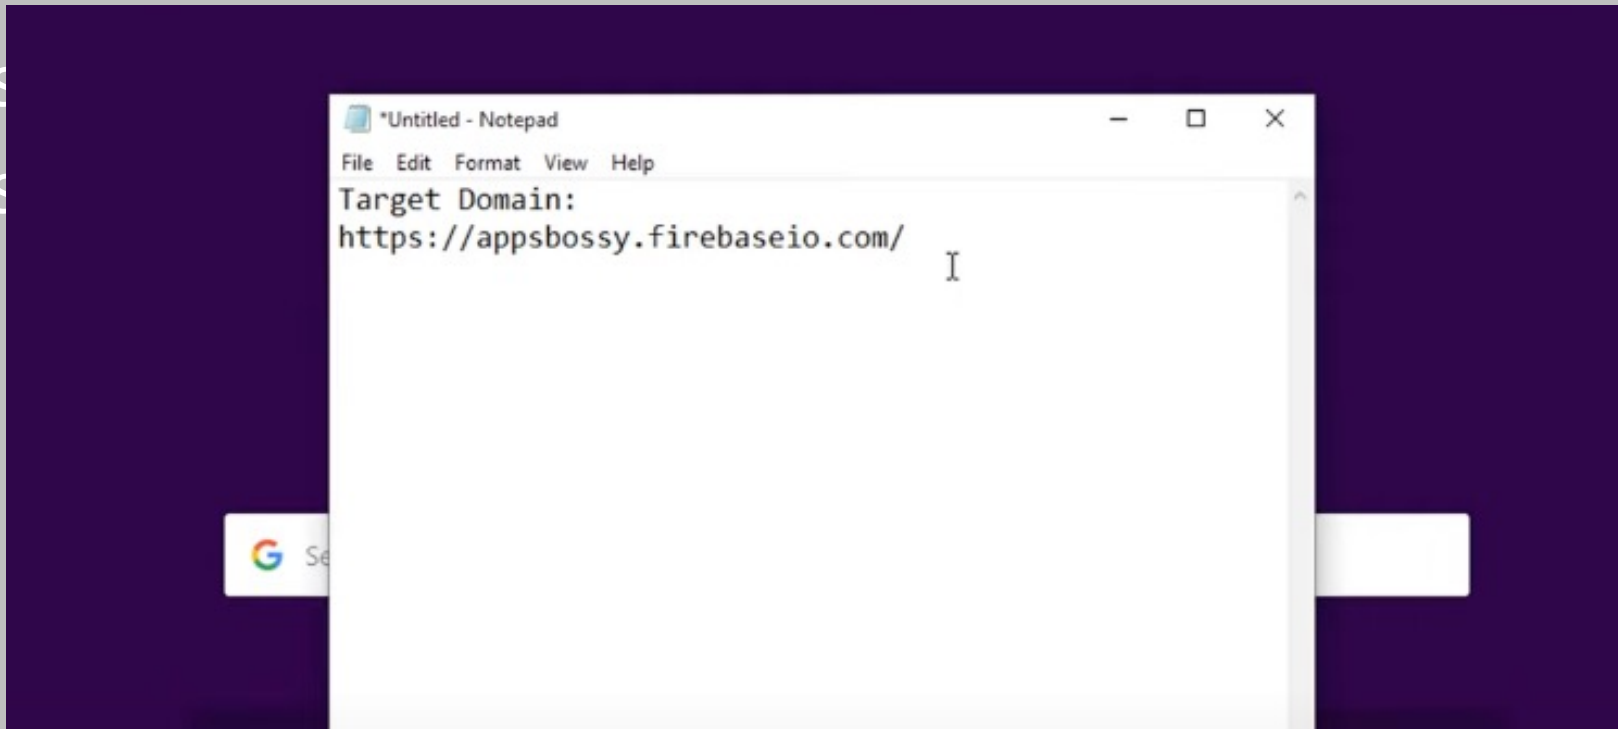 *Untitled - Notepad
File Edit Format View Help
Target Domain:
https://appsbossy.firebaseio.com/